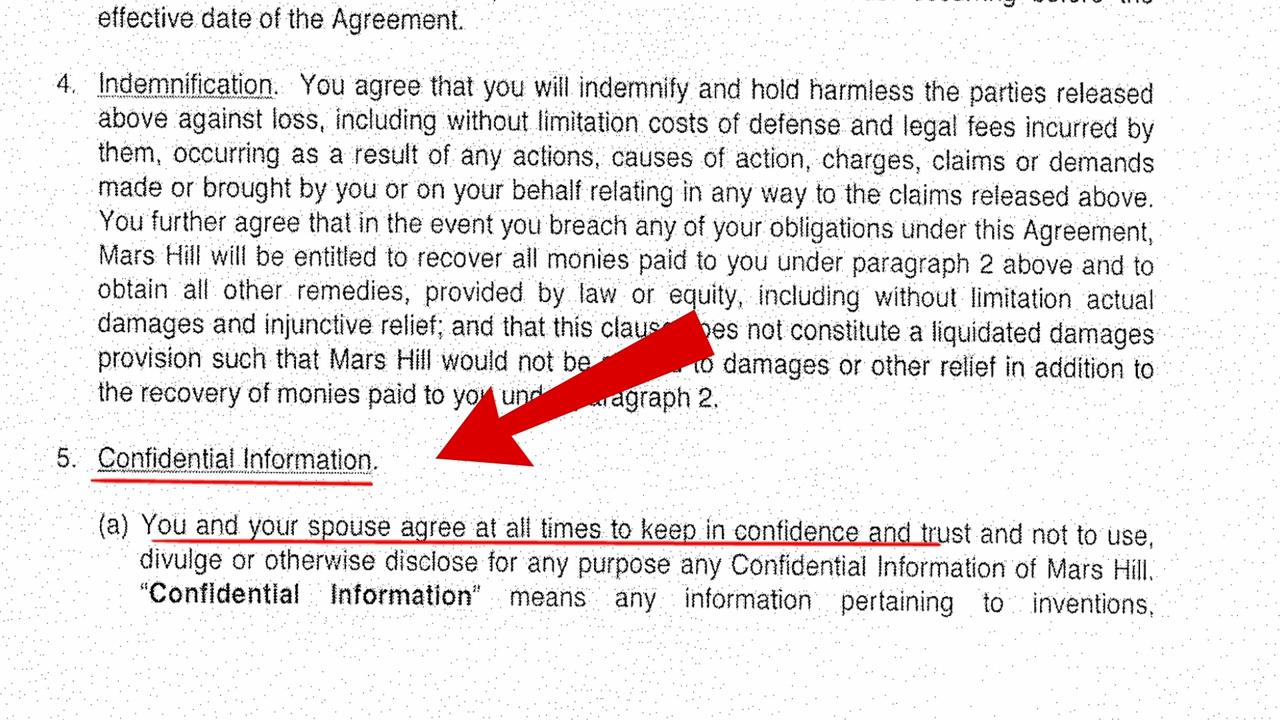 effective date of the Agreement.
4. Indemnification. You agree that you will indemnify and hold harmless the parties released
above against loss, including without limitation costs of defense and legal fees incurred by
them, occurring as a result of any actions, causes of action, charges, claims or demands
made or brought by you or on your behalf relating in any way to the claims released above.
You further agree that in the event you breach any of your obligations under this Agreement,
Mars Hill will be entitled to recover all monies paid to you under paragraph 2 above and to
obtain all other remedies, provided by law or equity, including without limitation actual
damages and injunctive relief; and that this not constitute a liquidated damages
provision such that Mars Hill would not be to damages or other relief in addition to
the recovery of monies paid to you 2.
5. Confidential Information.
(a) You and your spouse agree at all times to keep in confidence and trust and not to use,
divulge or otherwise disclose for any purpose any Confidential Information of Mars Hill.
"Confidential Information" means any information pertaining to inventions,